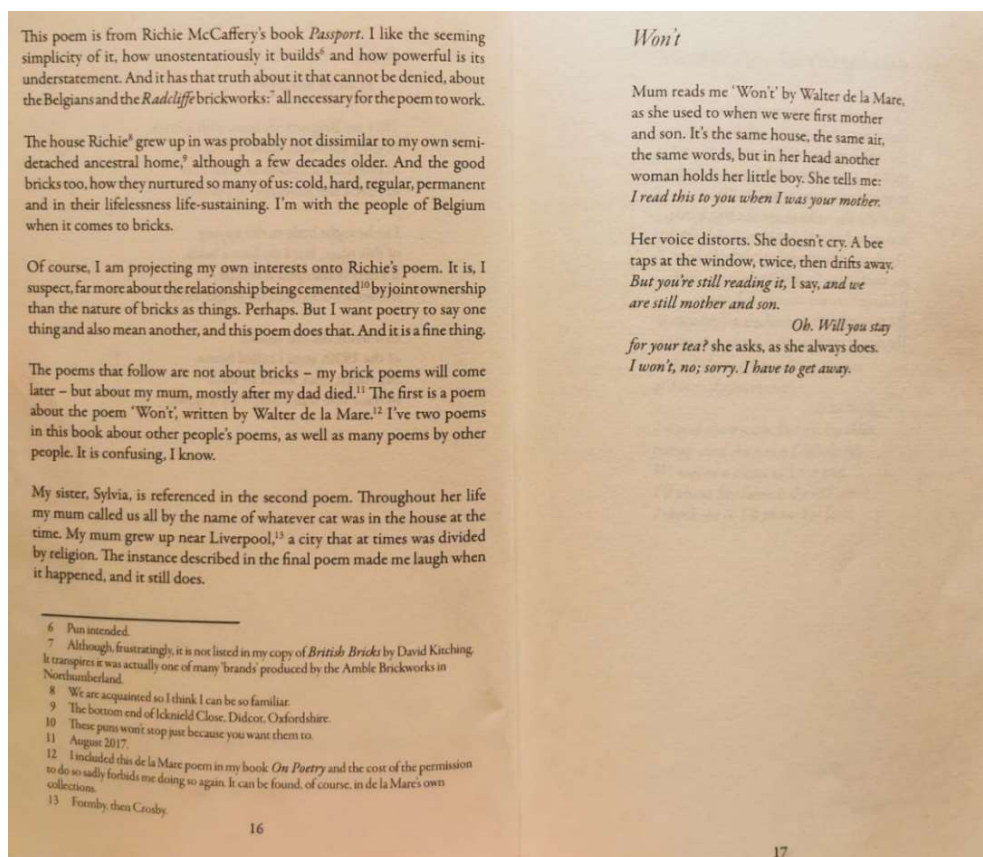 This poem is from Richie McCaffery's book Passport. I like the seeming
simplicity of it, how unostentatiously it builds⁶ and how powerful is its
understatement. And it has that truth about it that cannot be denied, about
the Belgians and the Radcliffe brickworks:⁷ all necessary for the poem to work.
The house Richie⁸ grew up in was probably not dissimilar to my own semi-
detached ancestral home,⁹ although a few decades older. And the good
bricks too, how they nurtured so many of us: cold, hard, regular, permanent
and in their lifelessness life-sustaining. I'm with the people of Belgium
when it comes to bricks.
Of course, I am projecting my own interests onto Richie's poem. It is, I
suspect, far more about the relationship being cemented¹⁰ by joint ownership
than the nature of bricks as things. Perhaps. But I want poetry to say one
thing and also mean another, and this poem does that. And it is a fine thing.
The poems that follow are not about bricks – my brick poems will come
later – but about my mum, mostly after my dad died.¹¹ The first is a poem
about the poem 'Won't', written by Walter de la Mare.¹² I've two poems
in this book about other people's poems, as well as many poems by other
people. It is confusing, I know.
My sister, Sylvia, is referenced in the second poem. Throughout her life
my mum called us all by the name of whatever cat was in the house at the
time. My mum grew up near Liverpool,¹³ a city that at times was divided
by religion. The instance described in the final poem made me laugh when
it happened, and it still does.
6 Pun intended.
7 Although, frustratingly, it is not listed in my copy of British Bricks by David Kitching.
It transpires it was actually one of many 'brands' produced by the Amble Brickworks in
Northumberland.
8 We are acquainted so I think I can be so familiar.
9 The bottom end of Icknield Close, Didcot, Oxfordshire.
10 These puns won't stop just because you want them to.
11 August 2017.
12 I included this de la Mare poem in my book On Poetry and the cost of the permission
to do so sadly forbids me doing so again. It can be found, of course, in de la Mare's own
collections.
13 Formby, then Crosby.
16
Won't
Mum reads me 'Won't' by Walter de la Mare,
as she used to when we were first mother
and son. It's the same house, the same air,
the same words, but in her head another
woman holds her little boy. She tells me:
I read this to you when I was your mother.
Her voice distorts. She doesn't cry. A bee
taps at the window, twice, then drifts away.
But you're still reading it, I say, and we
are still mother and son.
Oh. Will you stay
for your tea? she asks, as she always does.
I won't, no; sorry. I have to get away.
17